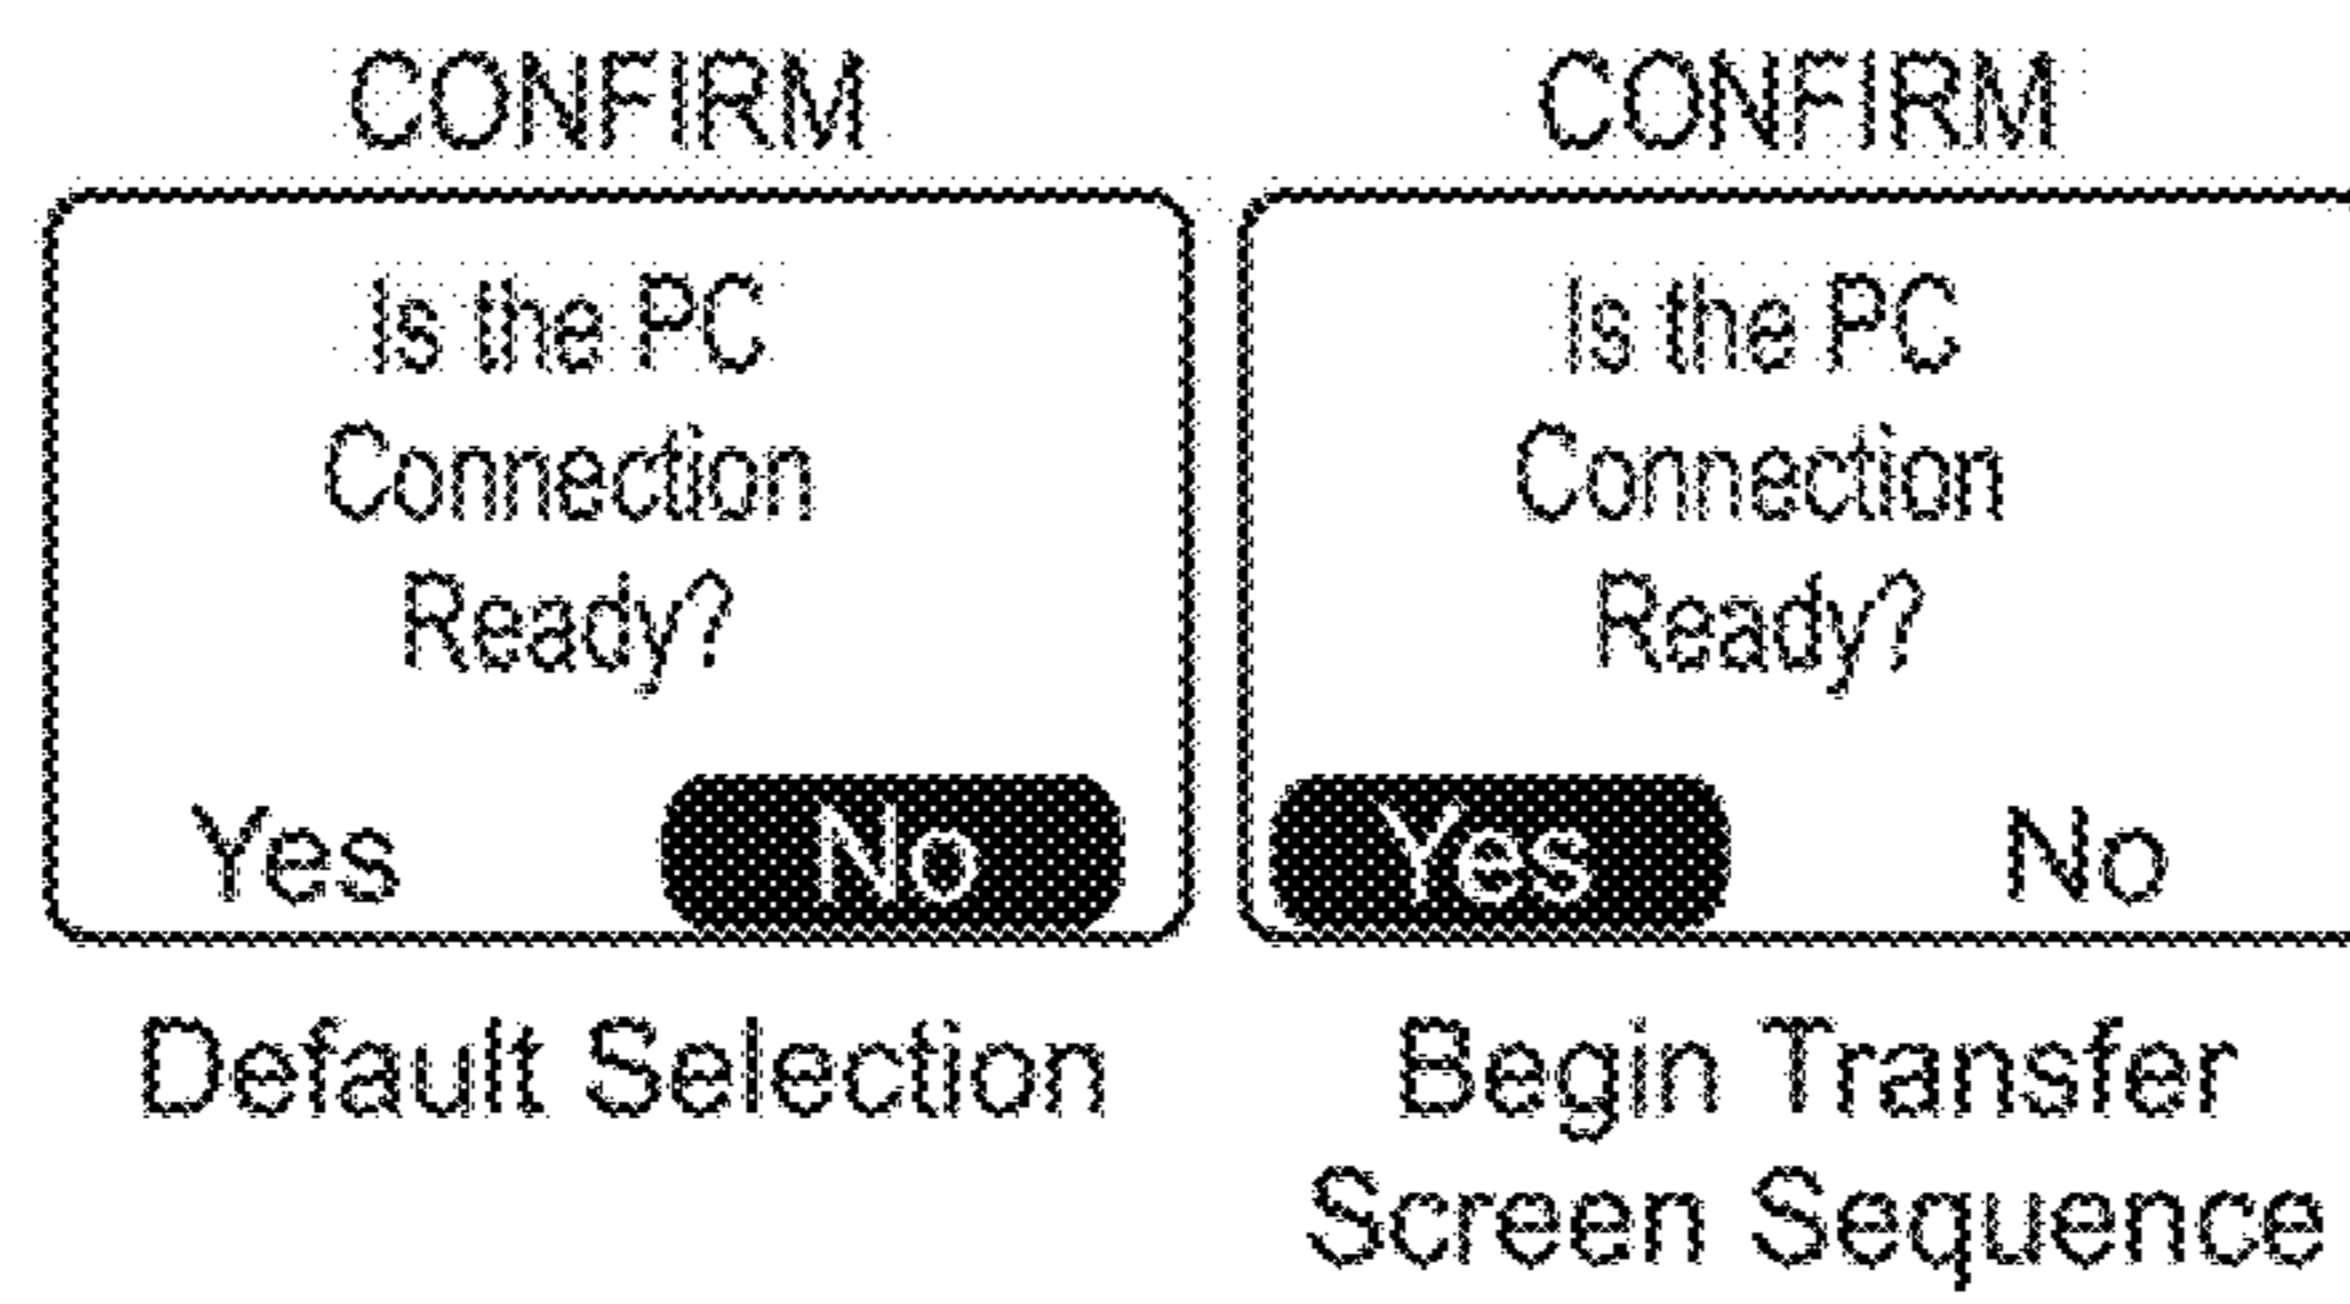 CONFIRM
Is the PC
Connection
Ready?
Yes No
Default Selection
CONFIRM
Is the PC
Connection
Ready?
Yes No
Begin Transfer
Screen Sequence